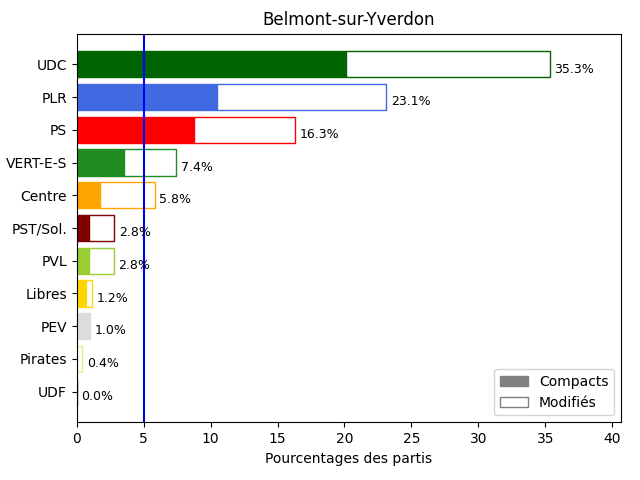 Belmont-sur-Yverdon
UDC 35.3%
PLR 23.1%
PS 16.3%
VERT-E-S 7.4%
Centre 5.8%
PST/Sol. 2.8%
PVL 2.8%
Libres 1.2%
PEV 1.0%
Pirates 0.4%
UDF 0.0%
Compacts
Modifiés
0 5 10 15 20 25 30 35 40
Pourcentages des partis